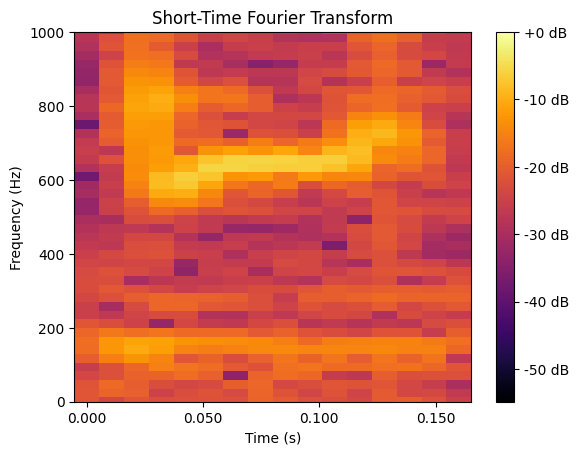 Short-Time Fourier Transform
1000
800
600
400
200
0
Frequency (Hz)
0.000
0.050
0.100
0.150
Time (s)
+0 dB
-10 dB
-20 dB
-30 dB
-40 dB
-50 dB